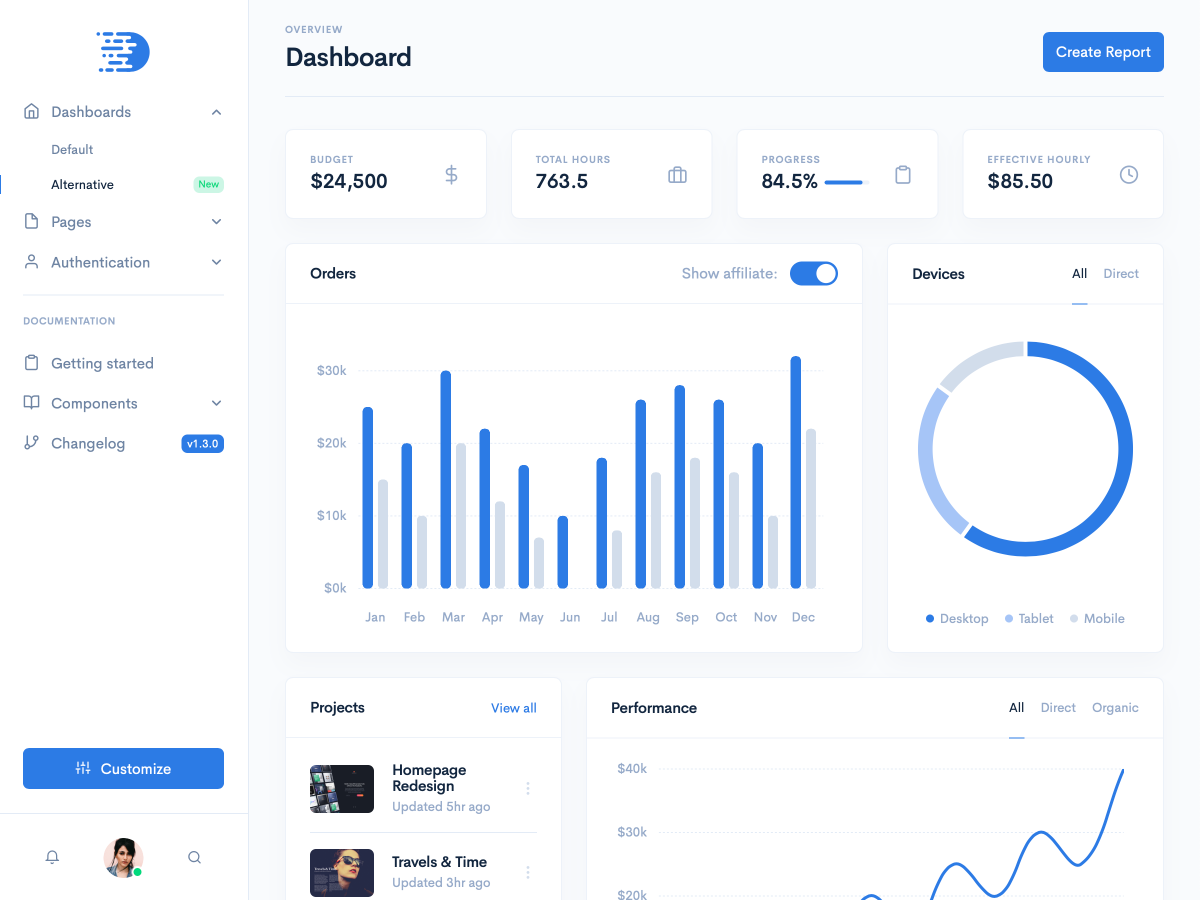 Dashboards
Default
Alternative
New
Pages
Authentication
DOCUMENTATION
Getting started
Components
Changelog
v1.3.0
Customize
OVERVIEW
Dashboard
Create Report
BUDGET
$24,500
TOTAL HOURS
763.5
PROGRESS
84.5%
EFFECTIVE HOURLY
$85.50
Orders
Show affiliate:
$30k
$20k
$10k
$0k
Jan Feb Mar Apr May Jun Jul Aug Sep Oct Nov Dec
Devices
All Direct
Desktop Tablet Mobile
Projects
View all
Homepage
Redesign
Updated 5hr ago
Travels & Time
Updated 3hr ago
Performance
All Direct Organic
$40k
$30k
$20k